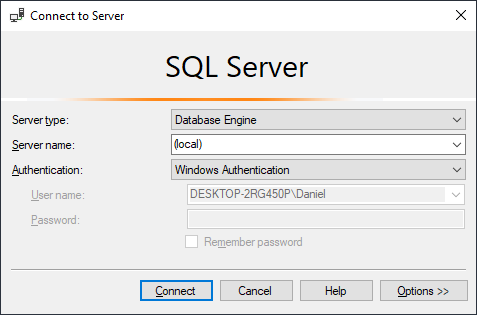 Connect to Server
SQL Server
Server type: Database Engine
Server name: (local)
Authentication: Windows Authentication
User name: DESKTOP-2RG450P\Daniel
Password:
Remember password
Connect Cancel Help Options >>